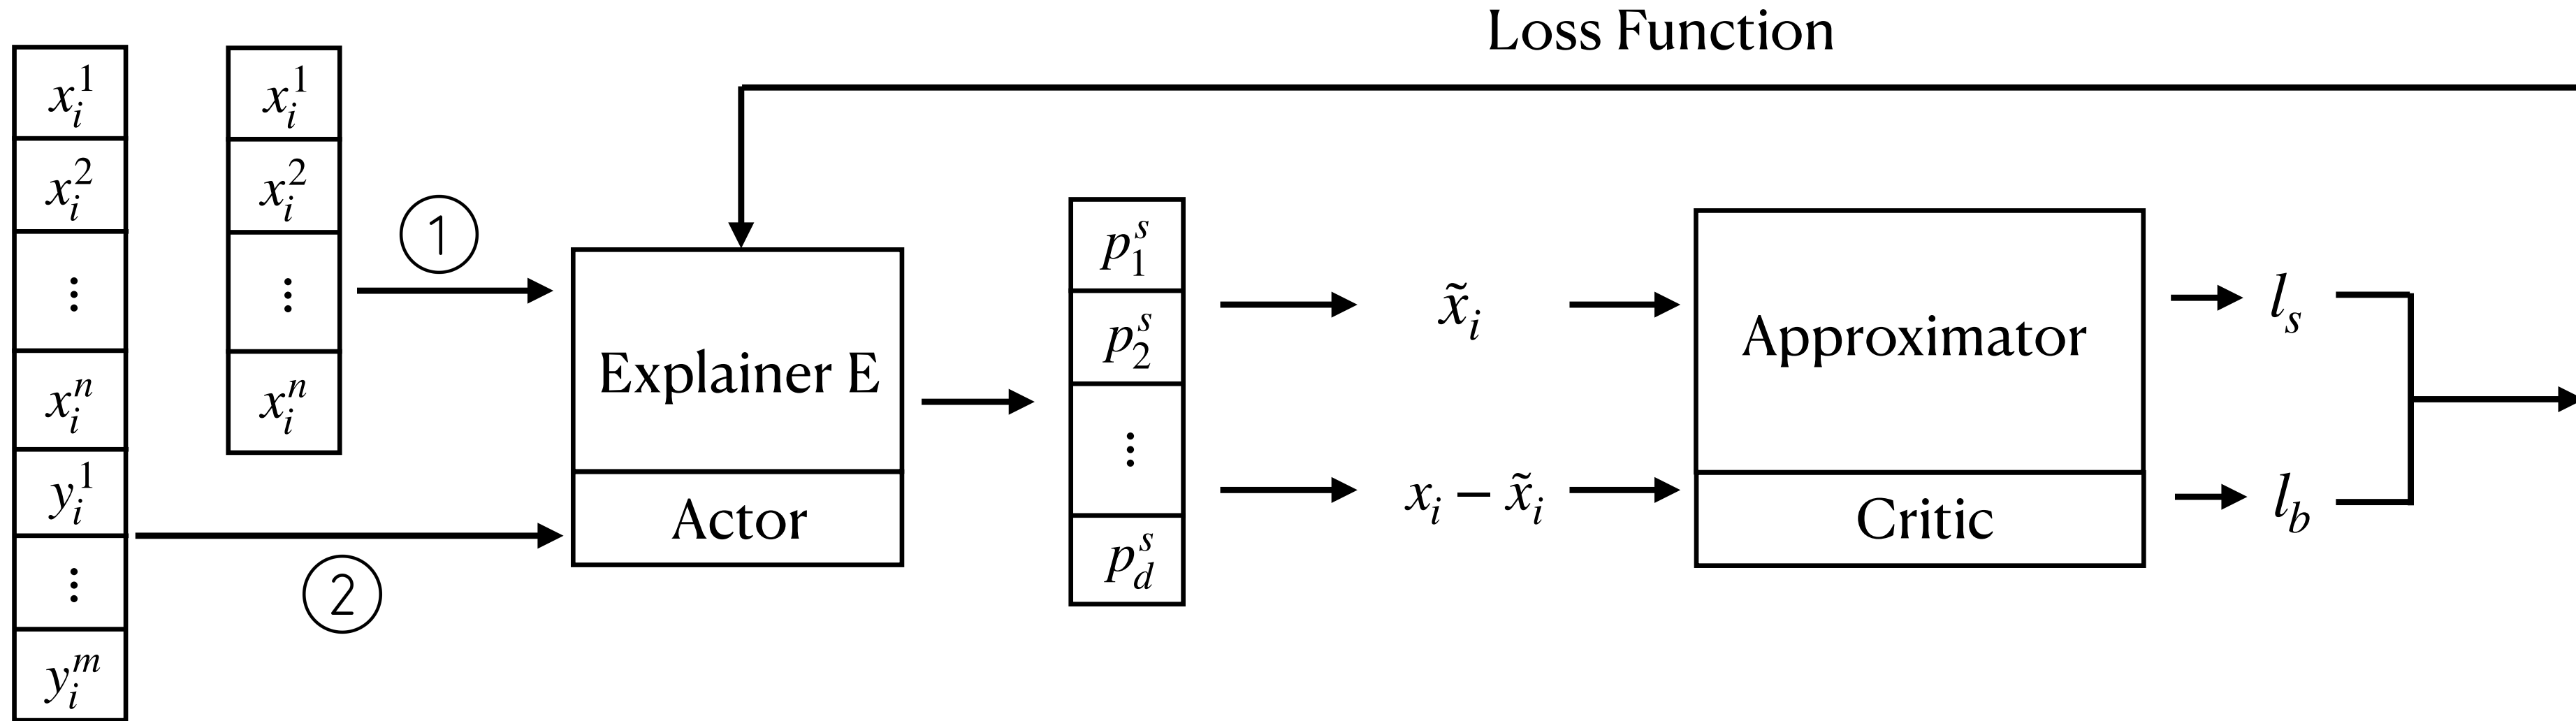 Loss Function
x_i^1
x_i^2
⋮
x_i^n
y_i^1
⋮
y_i^m
x_i^1
x_i^2
⋮
x_i^n
①
②
Explainer E
Actor
p_1^s
p_2^s
⋮
p_d^s
x̃_i
x_i − x̃_i
Approximator
Critic
l_s
l_b